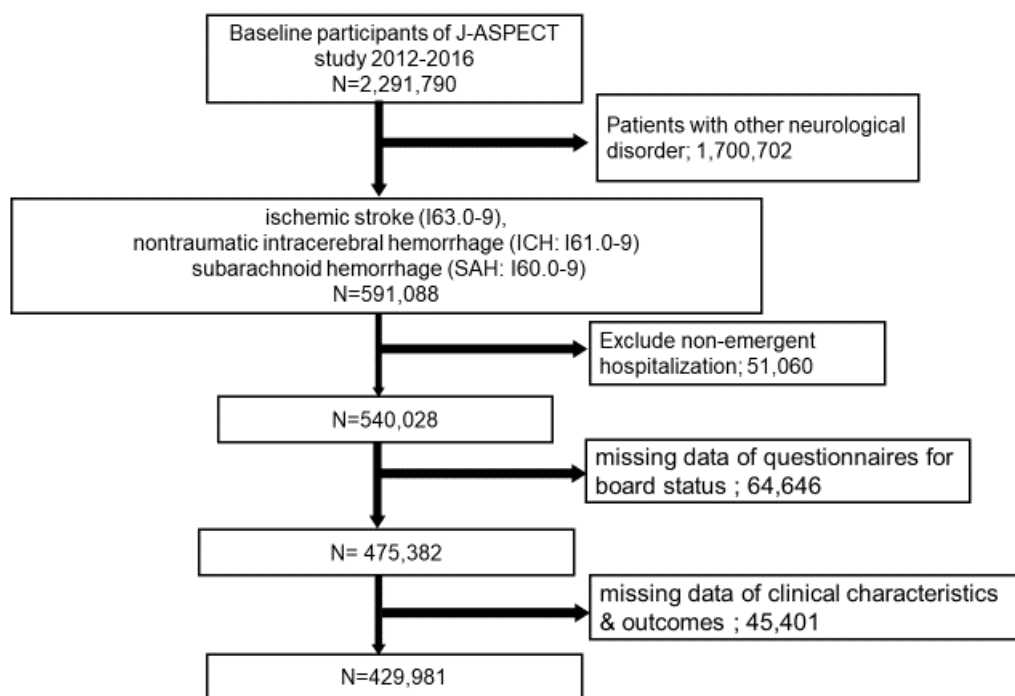 Baseline participants of J-ASPECT
study 2012-2016
N=2,291,790
Patients with other neurological
disorder; 1,700,702
ischemic stroke (I63.0-9),
nontraumatic intracerebral hemorrhage (ICH: I61.0-9)
subarachnoid hemorrhage (SAH: I60.0-9)
N=591,088
Exclude non-emergent
hospitalization; 51,060
N=540,028
missing data of questionnaires for
board status ; 64,646
N= 475,382
missing data of clinical characteristics
& outcomes ; 45,401
N=429,981